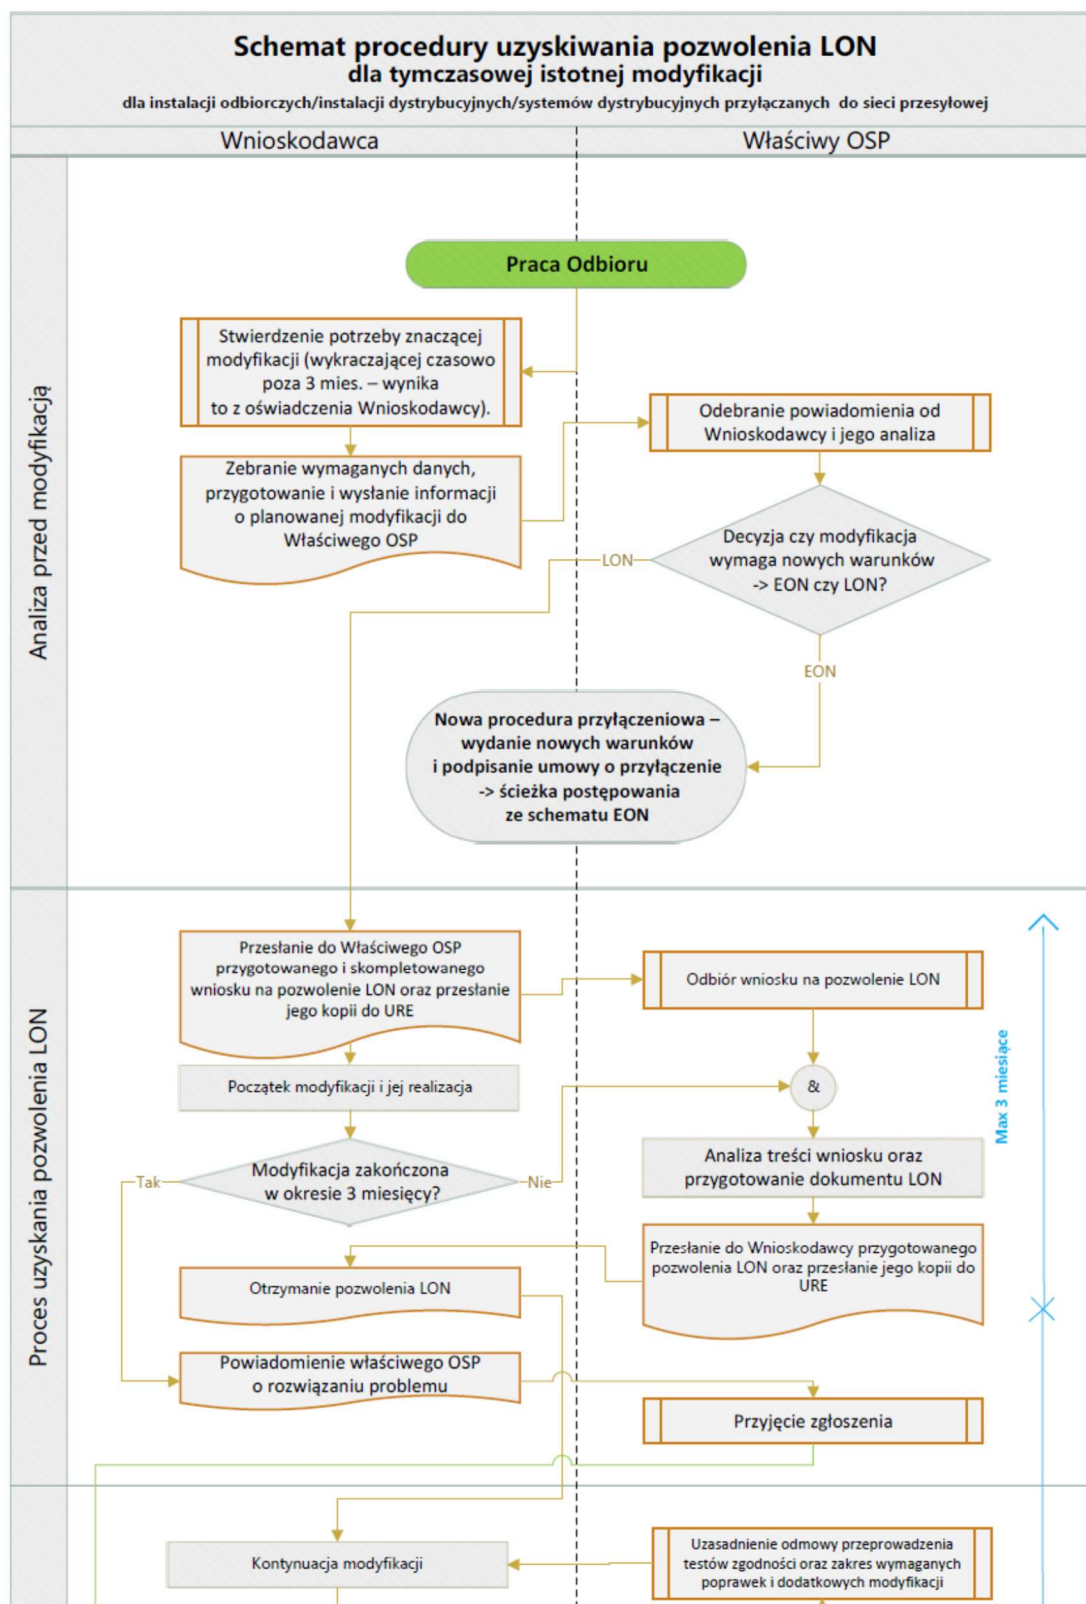 Schemat procedury uzyskiwania pozwolenia LON
dla tymczasowej istotnej modyfikacji
dla instalacji odbiorczych/instalacji dystrybucyjnych/systemów dystrybucyjnych przyłączanych do sieci przesyłowej
Wnioskodawca
Właściwy OSP
Analiza przed modyfikacją
Praca Odbioru
Stwierdzenie potrzeby znaczącej
modyfikacji (wykraczającej czasowo
poza 3 mies. – wynika
to z oświadczenia Wnioskodawcy).
Odebranie powiadomienia od
Wnioskodawcy i jego analiza
Zebranie wymaganych danych,
przygotowanie i wysłanie informacji
o planowanej modyfikacji do
Właściwego OSP
Decyzja czy modyfikacja
wymaga nowych warunków
-> EON czy LON?
LON
EON
Nowa procedura przyłączeniowa –
wydanie nowych warunków
i podpisanie umowy o przyłączenie
-> ścieżka postępowania
ze schematu EON
Proces uzyskania pozwolenia LON
Przesłanie do Właściwego OSP
przygotowanego i skompletowanego
wniosku na pozwolenie LON oraz przesłanie
jego kopii do URE
Odbiór wniosku na pozwolenie LON
Max 3 miesiące
Początek modyfikacji i jej realizacja
&
Modyfikacja zakończona
w okresie 3 miesięcy?
Tak
Nie
Analiza treści wniosku oraz
przygotowanie dokumentu LON
Przesłanie do Wnioskodawcy przygotowanego
pozwolenia LON oraz przesłanie jego kopii do
URE
Otrzymanie pozwolenia LON
Powiadomienie właściwego OSP
o rozwiązaniu problemu
Przyjęcie zgłoszenia
Kontynuacja modyfikacji
Uzasadnienie odmowy przeprowadzenia
testów zgodności oraz zakres wymaganych
poprawek i dodatkowych modyfikacji